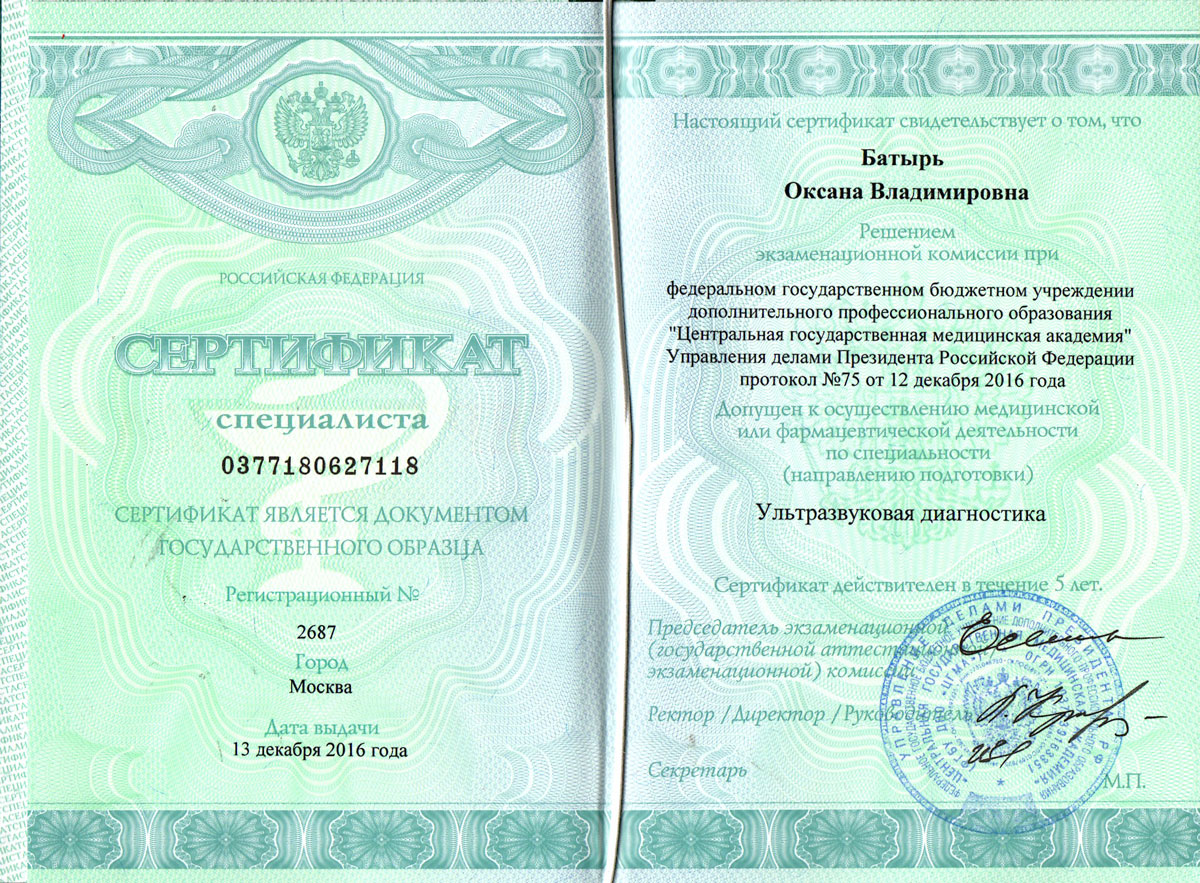 РОССИЙСКАЯ ФЕДЕРАЦИЯ
СЕРТИФИКАТ
специалиста
0377180627118
СЕРТИФИКАТ ЯВЛЯЕТСЯ ДОКУМЕНТОМ
ГОСУДАРСТВЕННОГО ОБРАЗЦА
Регистрационный №
2687
Город
Москва
Дата выдачи
13 декабря 2016 года
Настоящий сертификат свидетельствует о том, что
Батырь
Оксана Владимировна
Решением
экзаменационной комиссии при
федеральном государственном бюджетном учреждении
дополнительного профессионального образования
"Центральная государственная медицинская академия"
Управления делами Президента Российской Федерации
протокол №75 от 12 декабря 2016 года
Допущен к осуществлению медицинской
или фармацевтической деятельности
по специальности
(направлению подготовки)
Ультразвуковая диагностика
Сертификат действителен в течение 5 лет.
Председатель экзаменационной
(государственной аттестационно
экзаменационной) комиссии
Ректор /Директор /Руководитель
Секретарь
М.П.